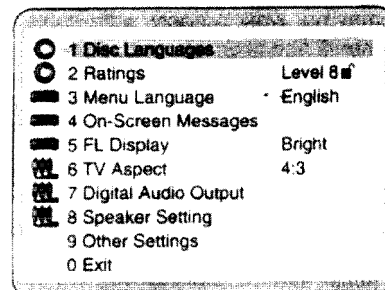 1 Disc Languages
2 Ratings Level 8
3 Menu Language English
4 On-Screen Messages
5 FL Display Bright
6 TV Aspect 4:3
7 Digital Audio Output
8 Speaker Setting
9 Other Settings
0 Exit